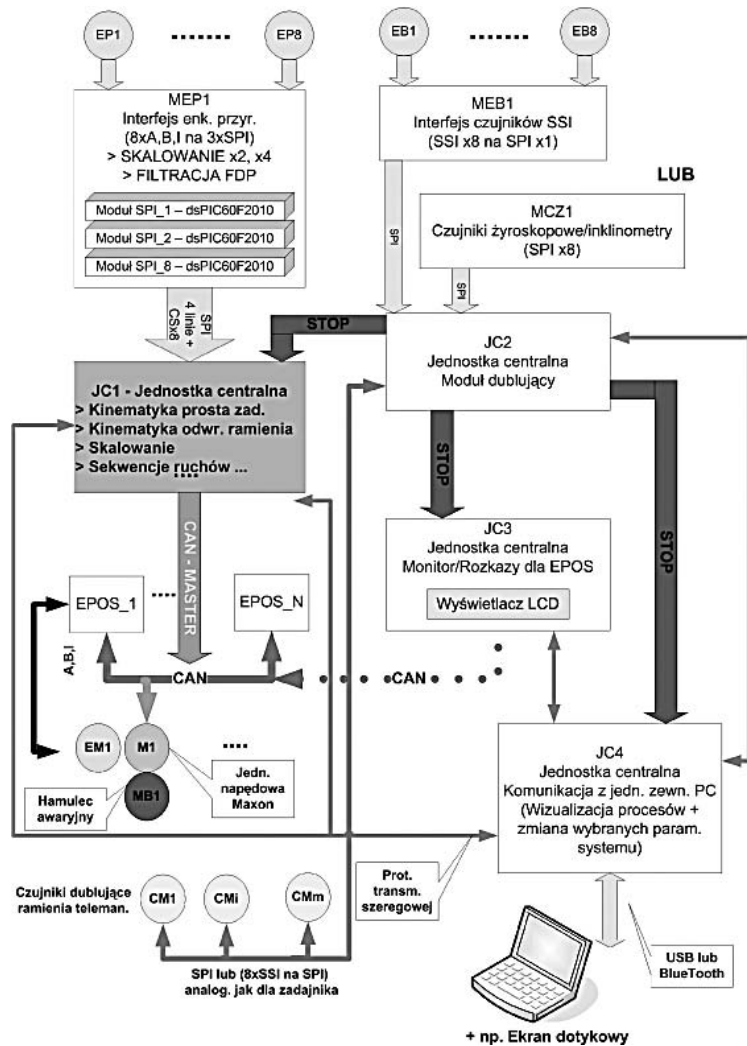 EP1
EP8
EB1
EB8
MEP1
Interfejs enk. przyr.
(8xA,B,I na 3xSPI)
> SKALOWANIE x2, x4
> FILTRACJA FDP
Moduł SPI_1 – dsPIC60F2010
Moduł SPI_2 – dsPIC60F2010
Moduł SPI_8 – dsPIC60F2010
MEB1
Interfejs czujników SSI
(SSI x8 na SPI x1)
LUB
MCZ1
Czujniki żyroskopowe/inklinometry
(SPI x8)
SPI
SPI
SPI
4 linie +
CSx8
STOP
JC2
Jednostka centralna
Moduł dublujący
JC1 - Jednostka centralna
> Kinematyka prosta zad.
> Kinematyka odwr. ramienia
> Skalowanie
> Sekwencje ruchów ...
STOP
STOP
CAN - MASTER
JC3
Jednostka centralna
Monitor/Rozkazy dla EPOS
Wyświetlacz LCD
EPOS_1
EPOS_N
A,B,I
CAN
CAN
EM1
M1
MB1
Jedn.
napędowa
Maxon
Hamulec
awaryjny
JC4
Jednostka centralna
Komunikacja z jedn. zewn. PC
(Wizualizacja procesów +
zmiana wybranych param.
systemu)
Prot.
transm.
szeregowej
Czujniki dublujące
ramienia teleman.
CM1
CMi
CMm
SPI lub (8xSSI na SPI)
analog. jak dla zadajnika
USB lub
BlueTooth
+ np. Ekran dotykowy